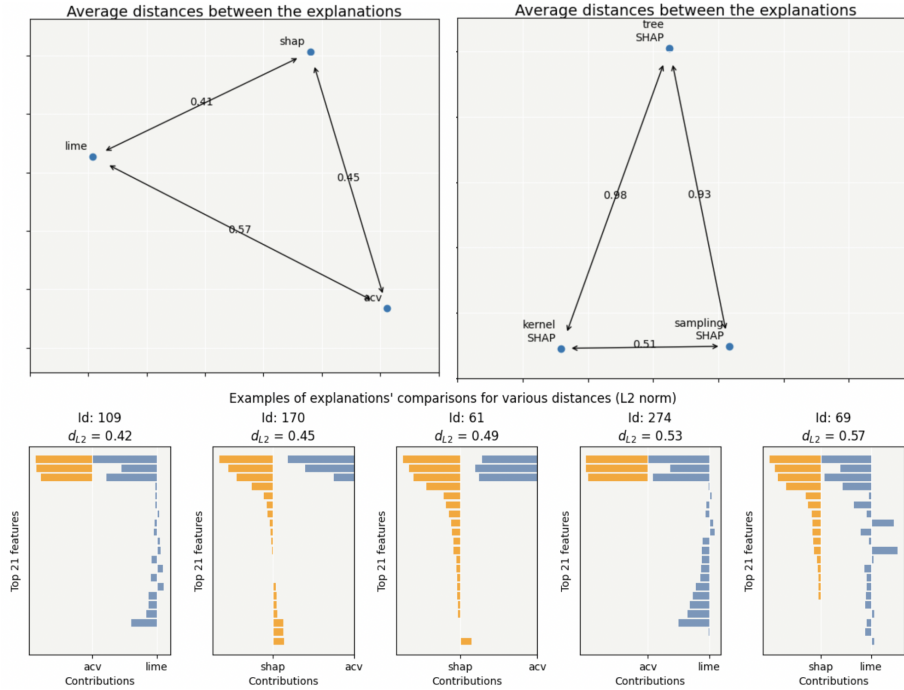 Average distances between the explanations
shap
lime
acv
0.41
0.45
0.57
Average distances between the explanations
tree
SHAP
kernel
SHAP
sampling
SHAP
0.98
0.93
0.51
Examples of explanations' comparisons for various distances (L2 norm)
Id: 109
d_L2 = 0.42
Top 21 features
acv lime
Contributions
Id: 170
d_L2 = 0.45
Top 21 features
shap acv
Contributions
Id: 61
d_L2 = 0.49
Top 21 features
shap acv
Contributions
Id: 274
d_L2 = 0.53
Top 21 features
acv lime
Contributions
Id: 69
d_L2 = 0.57
Top 21 features
shap lime
Contributions